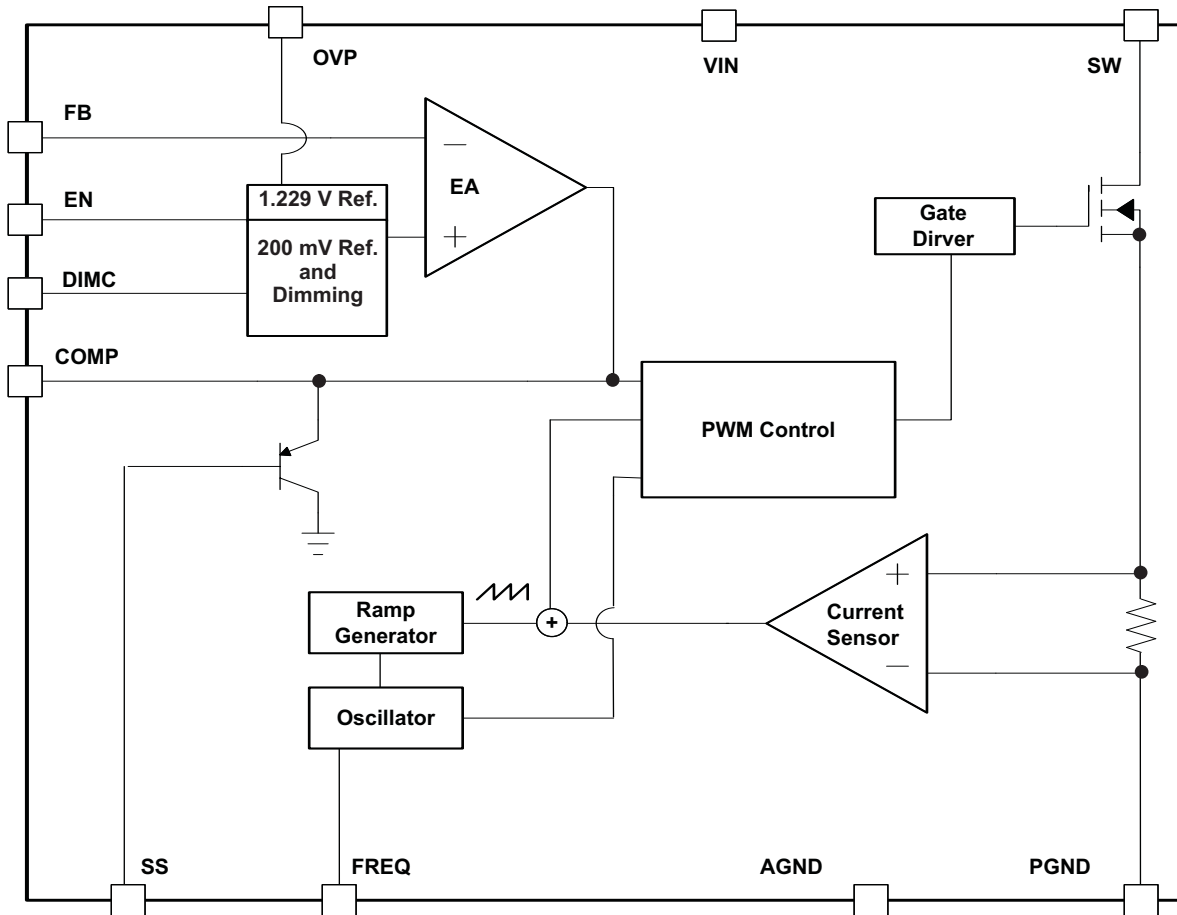 OVP
VIN
SW
FB
EN
DIMC
COMP
1.229 V Ref.
200 mV Ref.
and
Dimming
−
EA
+
Gate
Dirver
PWM Control
Ramp
Generator
+
Oscillator
+
Current
Sensor
−
SS
FREQ
AGND
PGND